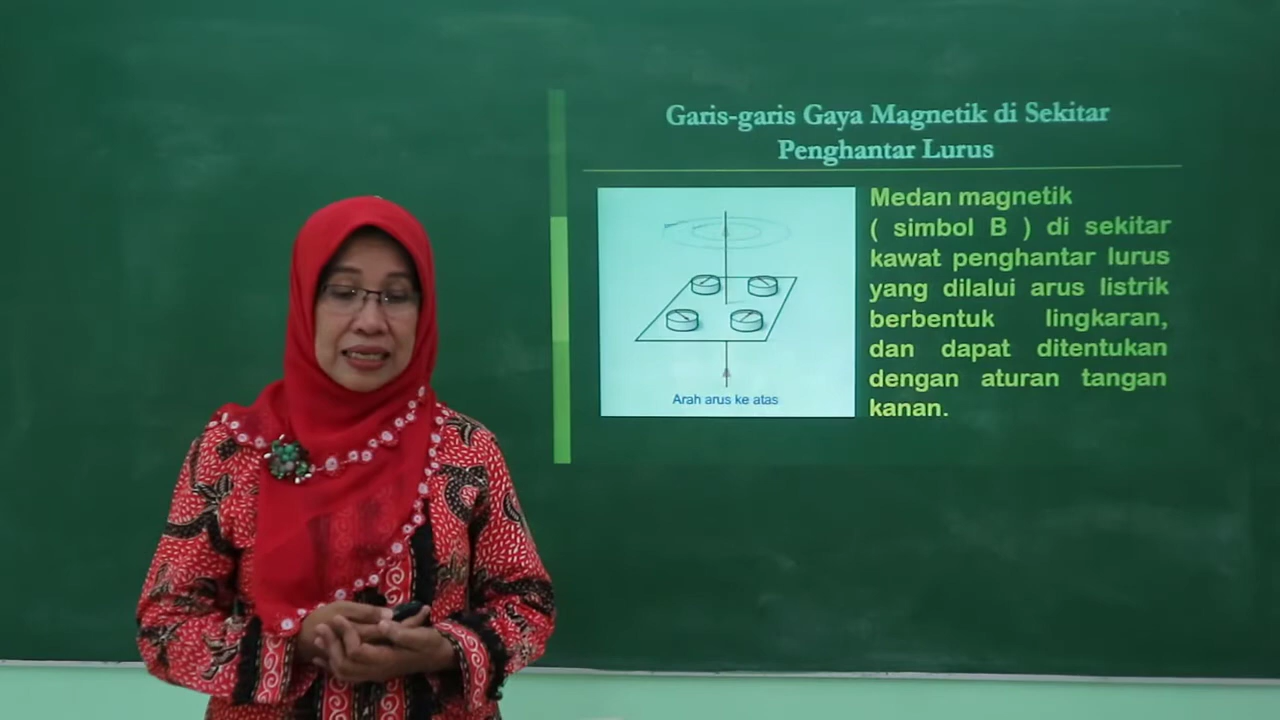 Garis-garis Gaya Magnetik di Sekitar
Penghantar Lurus
Medan magnetik
( simbol B ) di sekitar
kawat penghantar lurus
yang dilalui arus listrik
berbentuk lingkaran,
dan dapat ditentukan
dengan aturan tangan
kanan.
Arah arus ke atas